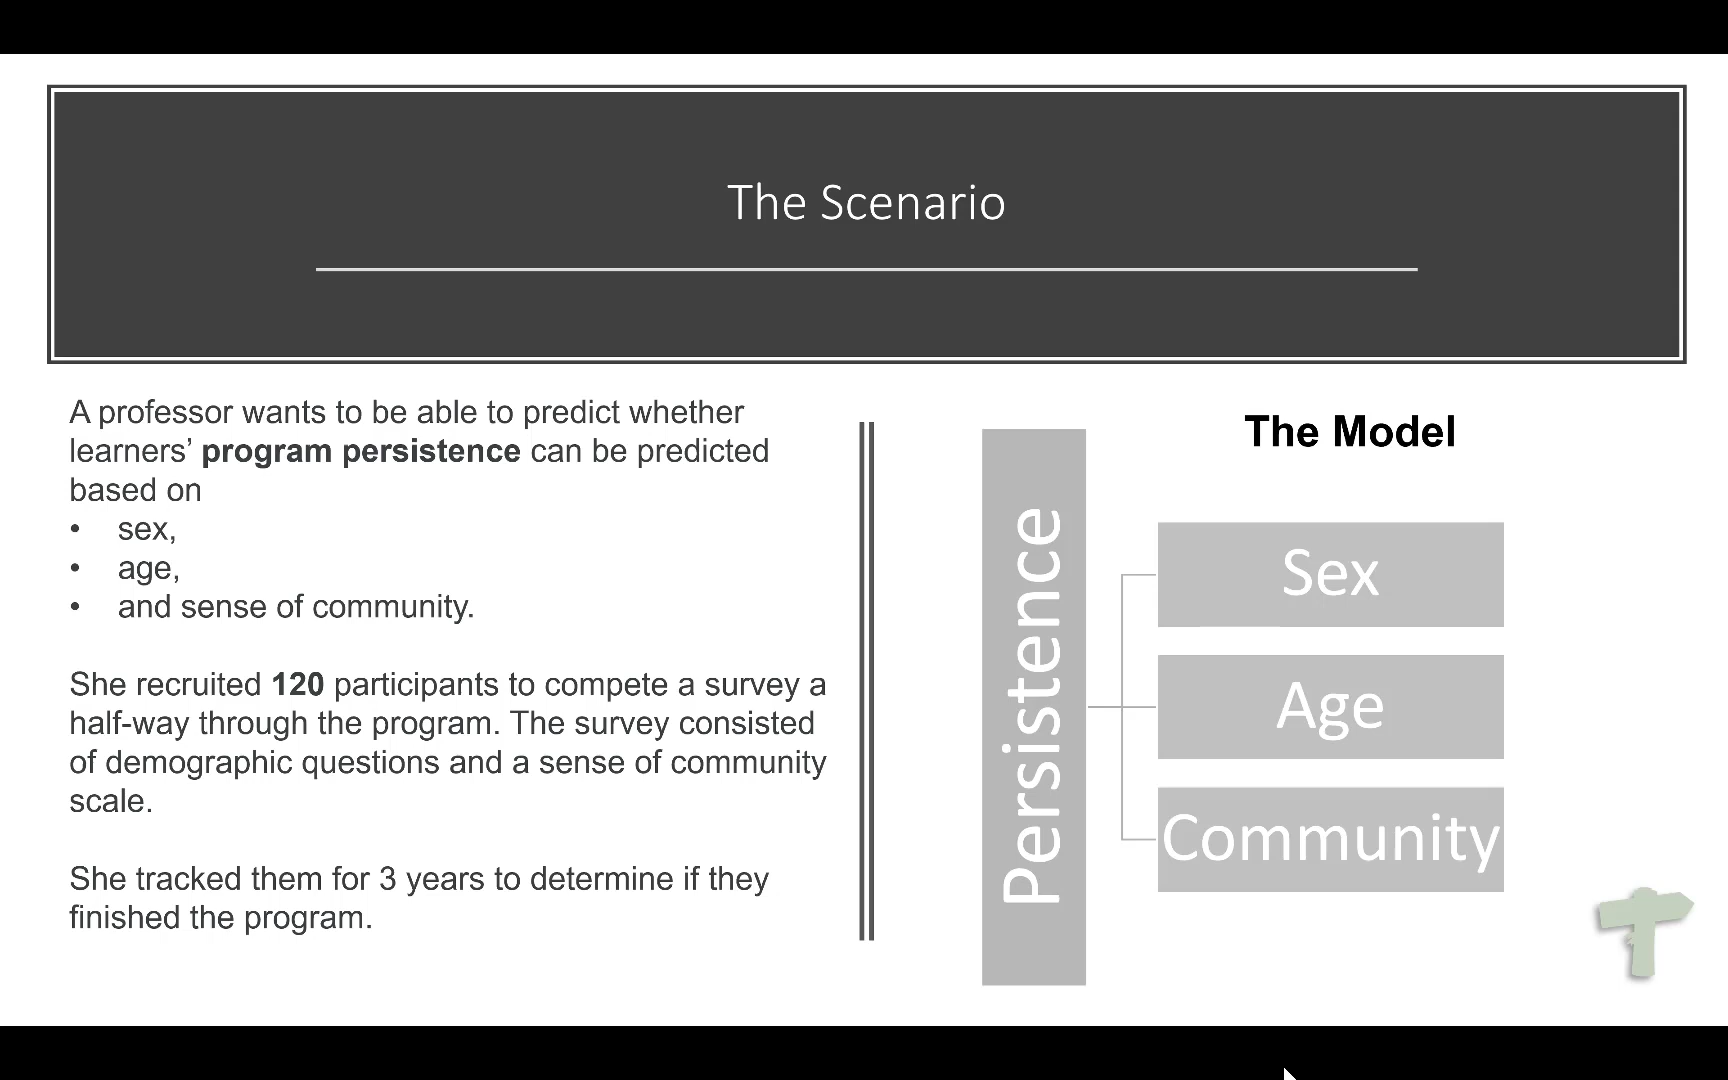 The Scenario
A professor wants to be able to predict whether
learners’ program persistence can be predicted
based on
• sex,
• age,
• and sense of community.
She recruited 120 participants to compete a survey a
half-way through the program. The survey consisted
of demographic questions and a sense of community
scale.
She tracked them for 3 years to determine if they
finished the program.
The Model
Persistence
Sex
Age
Community